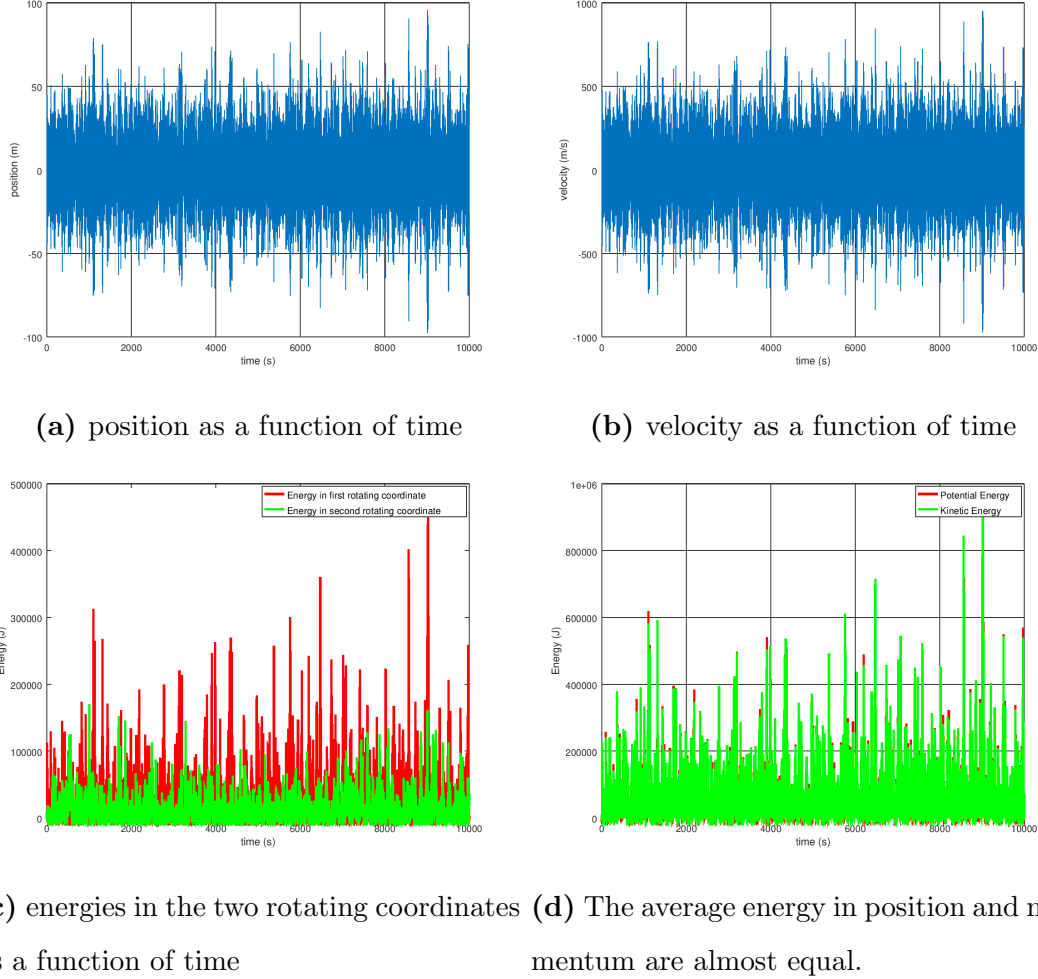 100
50
0
-50
-100
position (m)
0 2000 4000 6000 8000 10000
time (s)
(a) position as a function of time
1000
500
0
-500
-1000
velocity (m/s)
0 2000 4000 6000 8000 10000
time (s)
(b) velocity as a function of time
500000
400000
300000
200000
100000
0
Energy (J)
Energy in first rotating coordinate
Energy in second rotating coordinate
0 2000 4000 6000 8000 10000
time (s)
) energies in the two rotating coordinates
s a function of time
1e+06
800000
600000
400000
200000
0
Energy (J)
Potential Energy
Kinetic Energy
0 2000 4000 6000 8000 10000
time (s)
(d) The average energy in position and m
mentum are almost equal.